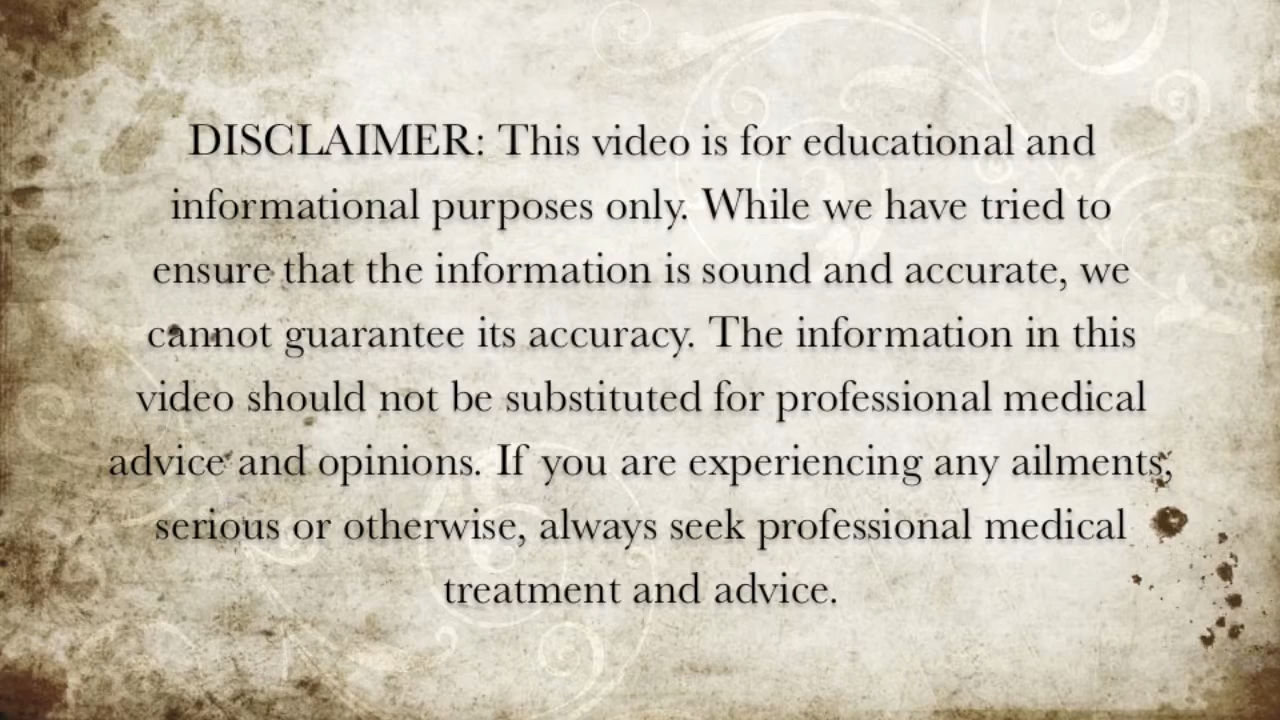 DISCLAIMER: This video is for educational and
informational purposes only. While we have tried to
ensure that the information is sound and accurate, we
cannot guarantee its accuracy. The information in this
video should not be substituted for professional medical
advice and opinions. If you are experiencing any ailments,
serious or otherwise, always seek professional medical
treatment and advice.